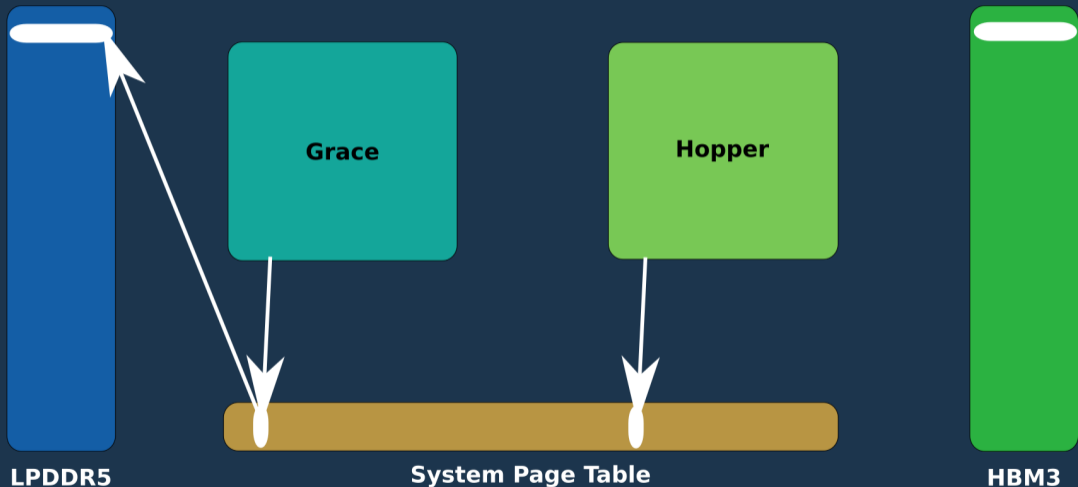 Grace
Hopper
LPDDR5
System Page Table
HBM3